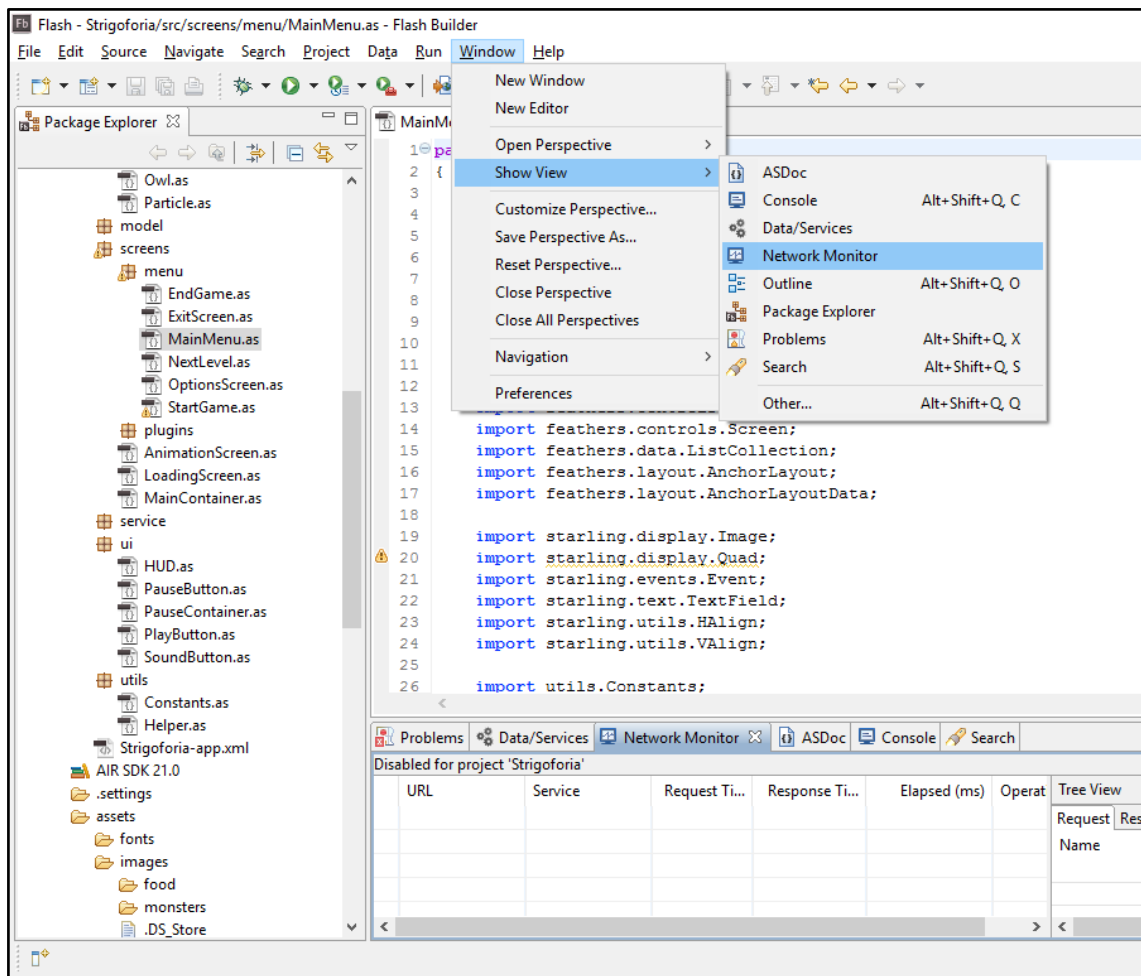 Fb Flash - Strigoforia/src/screens/menu/MainMenu.as - Flash Builder
File Edit Source Navigate Search Project Data Run Window Help
Package Explorer
Owl.as
Particle.as
model
screens
menu
EndGame.as
ExitScreen.as
MainMenu.as
NextLevel.as
OptionsScreen.as
StartGame.as
plugins
AnimationScreen.as
LoadingScreen.as
MainContainer.as
service
ui
HUD.as
PauseButton.as
PauseContainer.as
PlayButton.as
SoundButton.as
utils
Constants.as
Helper.as
Strigoforia-app.xml
AIR SDK 21.0
.settings
assets
fonts
images
food
monsters
.DS_Store
New Window
New Editor
Open Perspective
Show View
Customize Perspective...
Save Perspective As...
Reset Perspective...
Close Perspective
Close All Perspectives
Navigation
Preferences
ASDoc
Console Alt+Shift+Q, C
Data/Services
Network Monitor
Outline Alt+Shift+Q, O
Package Explorer
Problems Alt+Shift+Q, X
Search Alt+Shift+Q, S
Other... Alt+Shift+Q, Q
MainM
1 pa
2 {
3
4
5
6
7
8
9
10
11
12
13
14 import feathers.controls.Screen;
15 import feathers.data.ListCollection;
16 import feathers.layout.AnchorLayout;
17 import feathers.layout.AnchorLayoutData;
18
19 import starling.display.Image;
20 import starling.display.Quad;
21 import starling.events.Event;
22 import starling.text.TextField;
23 import starling.utils.HAlign;
24 import starling.utils.VAlign;
25
26 import utils.Constants;
Problems Data/Services Network Monitor ASDoc Console Search
Disabled for project 'Strigoforia'
URL Service Request Ti... Response Ti... Elapsed (ms) Operat Tree View
Request Res
Name